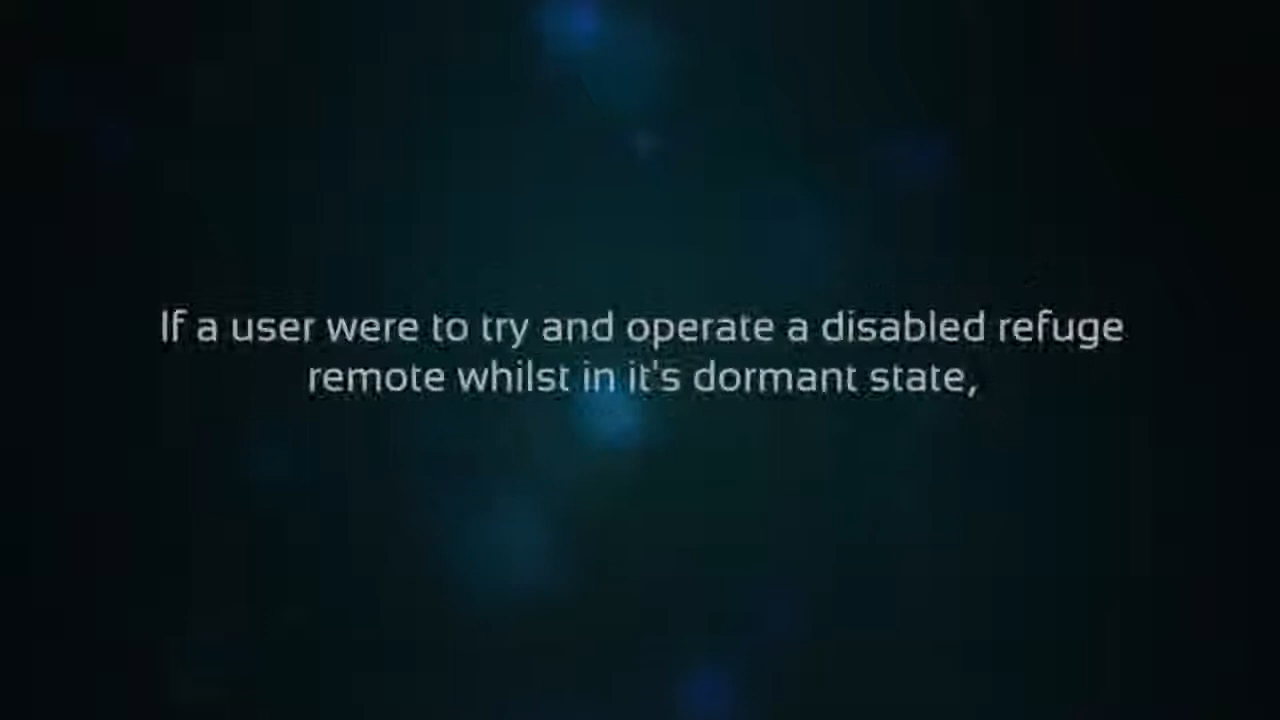 If a user were to try and operate a disabled refuge
remote whilst in it's dormant state,